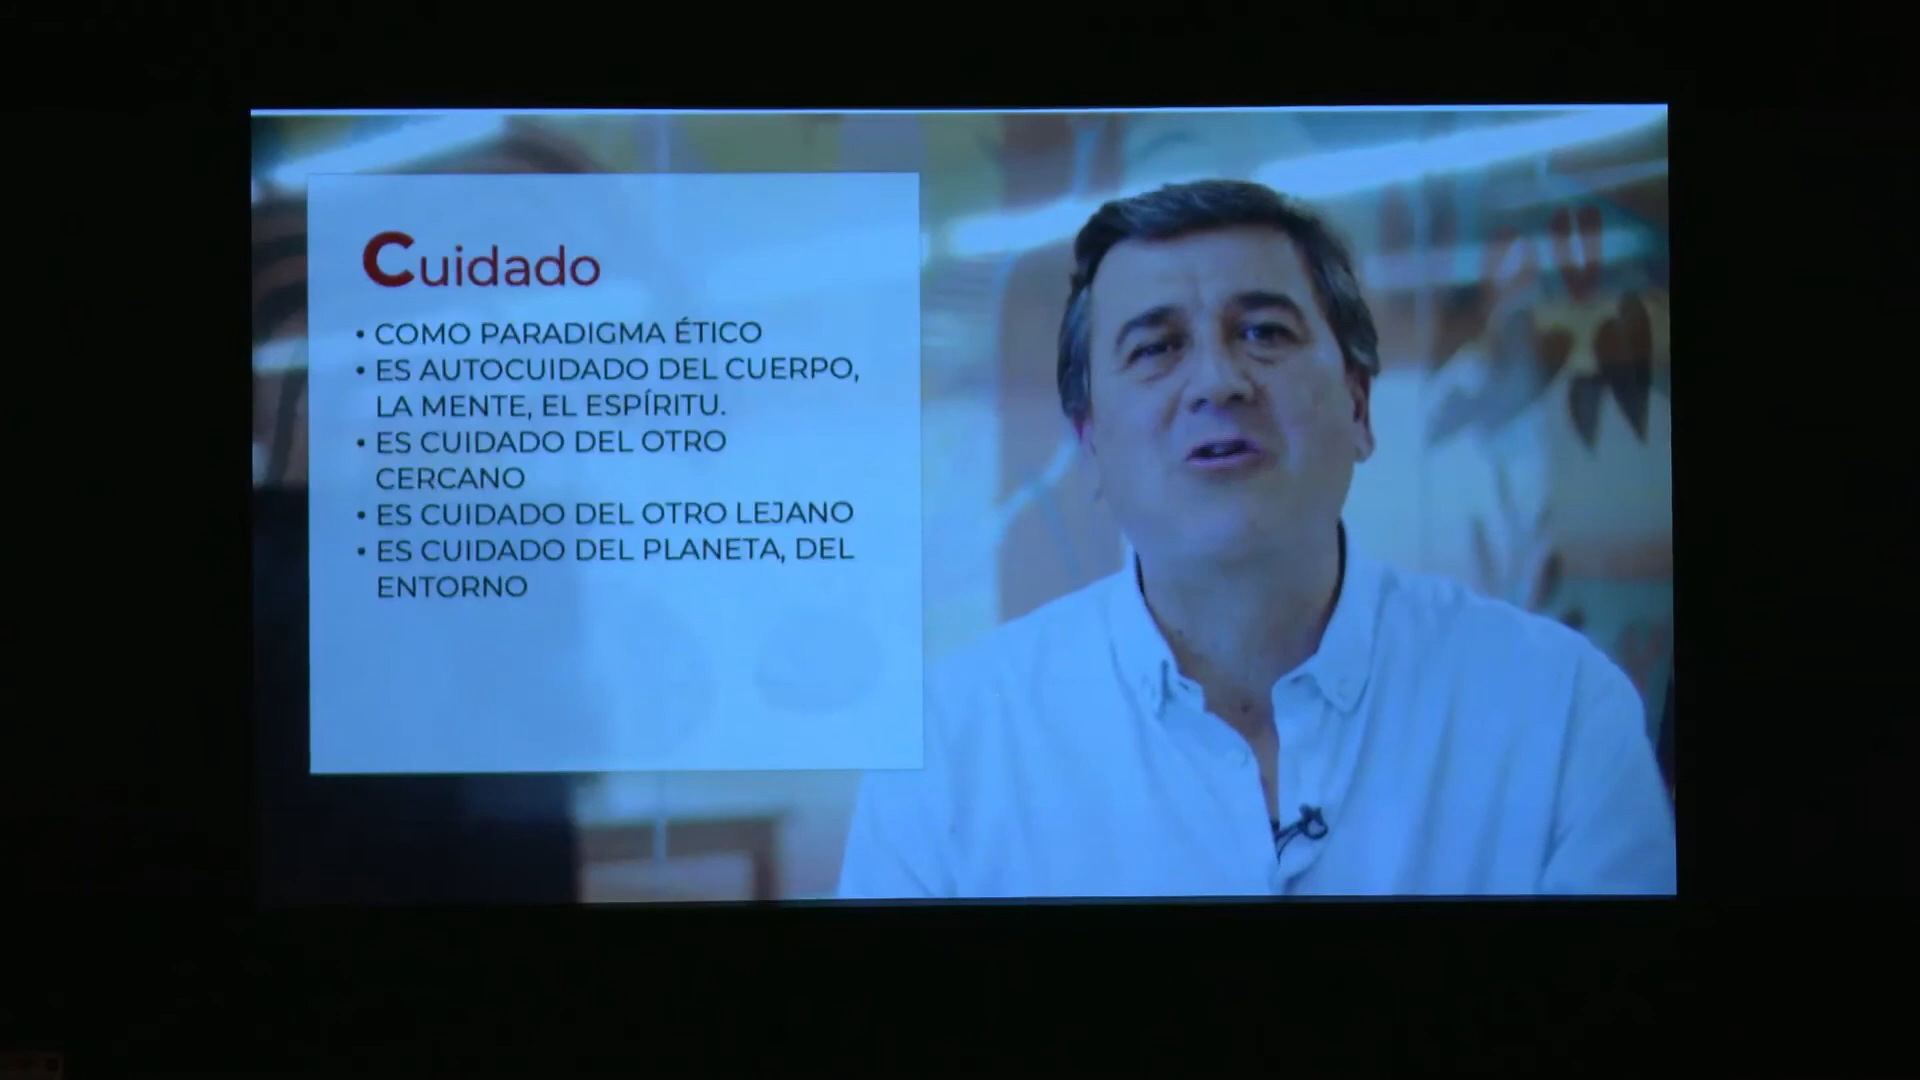 Cuidado
• COMO PARADIGMA ÉTICO
• ES AUTOCUIDADO DEL CUERPO,
LA MENTE, EL ESPÍRITU.
• ES CUIDADO DEL OTRO
CERCANO
• ES CUIDADO DEL OTRO LEJANO
• ES CUIDADO DEL PLANETA, DEL
ENTORNO